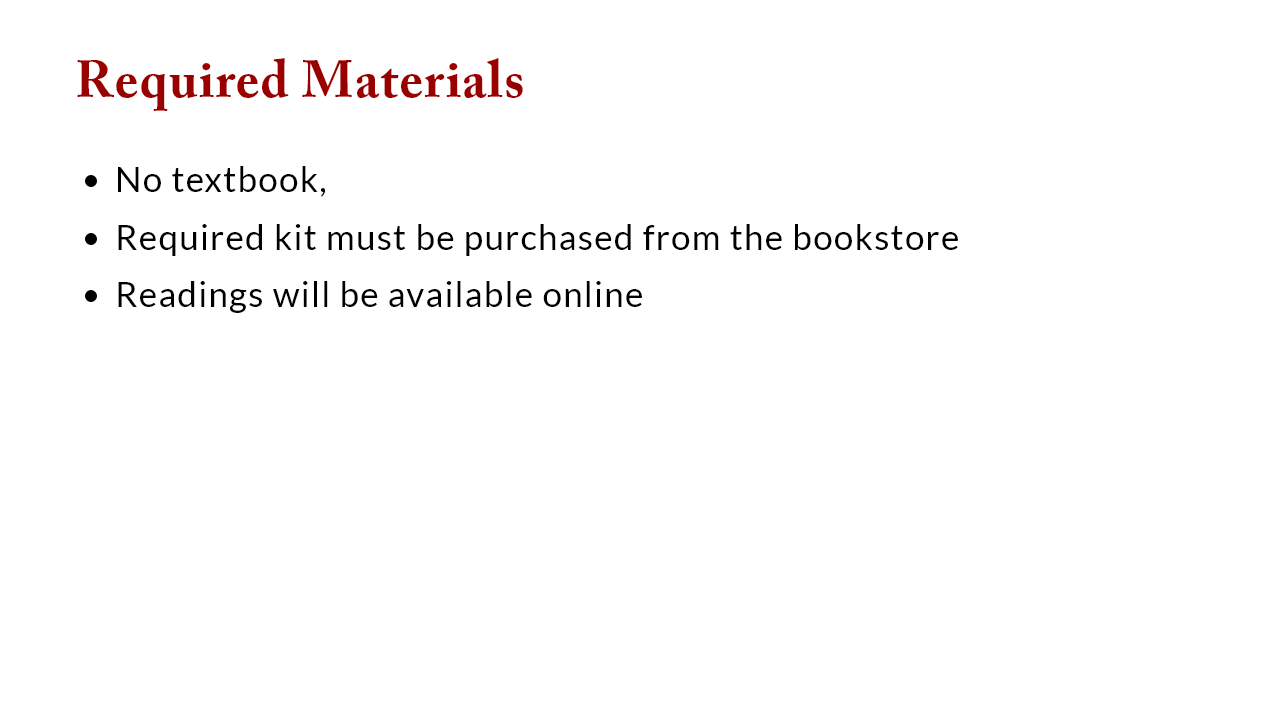 Required Materials
• No textbook,
• Required kit must be purchased from the bookstore
• Readings will be available online